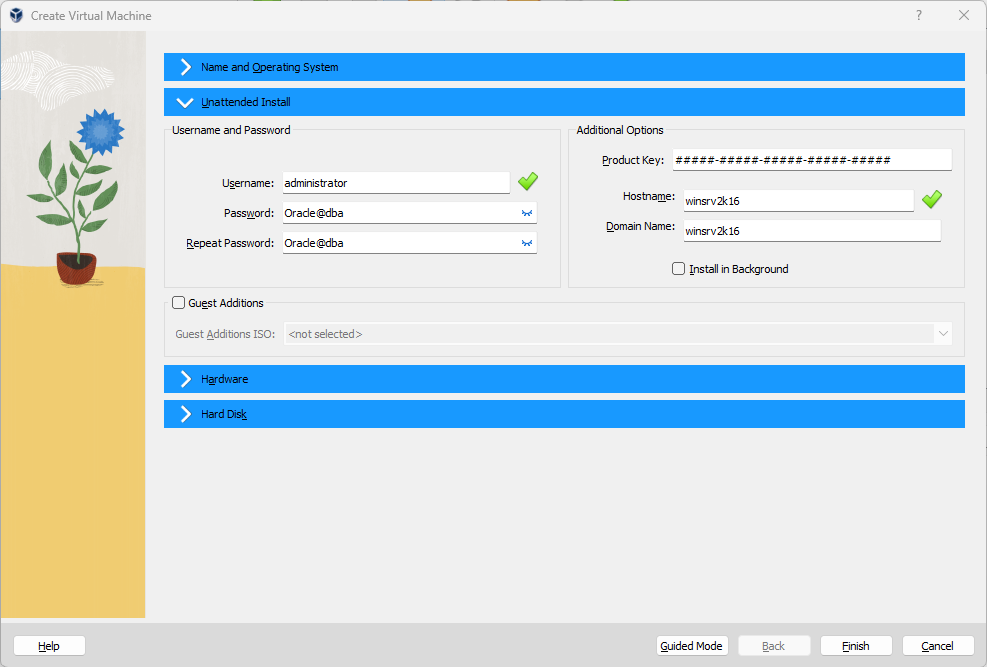 Create Virtual Machine
?
Name and Operating System
Unattended Install
Username and Password
Username: administrator
Password: Oracle@dba
Repeat Password: Oracle@dba
Additional Options
Product Key: #####-#####-#####-#####-#####
Hostname: winsrv2k16
Domain Name: winsrv2k16
Install in Background
Guest Additions
Guest Additions ISO: <not selected>
Hardware
Hard Disk
Help Guided Mode Back Finish Cancel